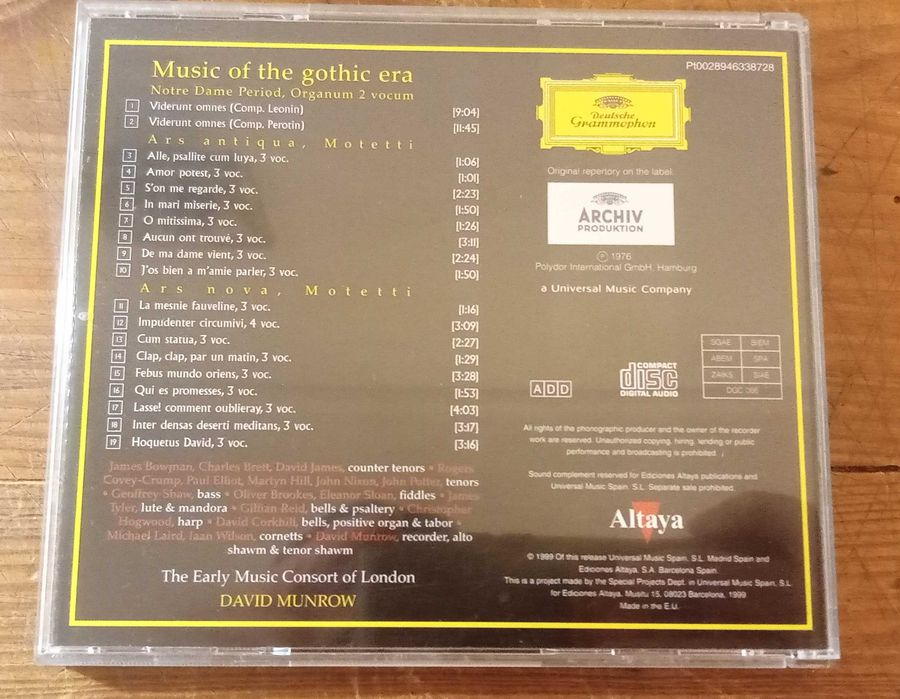 Music of the gothic era
Notre Dame Period, Organum 2 vocum
1 Viderunt omnes (Comp. Leonin) [9:04]
2 Viderunt omnes (Comp. Perotin) [11:45]
Ars antiqua, Motetti
3 Alle, psallite cum luya, 3 voc. [1:06]
4 Amor potest, 3 voc. [1:01]
5 S'on me regarde, 3 voc. [2:23]
6 In mari miserie, 3 voc. [1:50]
7 O mitissima, 3 voc. [1:26]
8 Aucun ont trouvé, 3 voc. [3:11]
9 De ma dame vient, 3 voc. [2:24]
10 J'os bien a m'amie parler, 3 voc. [1:50]
Ars nova, Motetti
11 La mesnie fauveline, 3 voc. [1:16]
12 Impudenter circumivi, 4 voc. [3:09]
13 Cum statua, 3 voc. [2:27]
14 Clap, clap, par un matin, 3 voc. [1:29]
15 Febus mundo oriens, 3 voc. [3:28]
16 Qui es promesses, 3 voc. [1:53]
17 Lasse! comment oublieray, 3 voc. [4:03]
18 Inter densas deserti meditans, 3 voc. [3:17]
19 Hoquetus David, 3 voc. [3:16]
James Bowman, Charles Brett, David James, counter tenors • Rogers
Covey-Crump, Paul Elliot, Martyn Hill, John Nixon, John Potter, tenors
• Geoffrey Shaw, bass • Oliver Brookes, Eleanor Sloan, fiddles • James
Tyler, lute & mandora • Gillian Reid, bells & psaltery • Christopher
Hogwood, harp • David Corkhill, bells, positive organ & tabor •
Michael Laird, Iaan Wilson, cornetts • David Munrow, recorder, alto
shawm & tenor shawm
The Early Music Consort of London
DAVID MUNROW
Pt0028946338728
Deutsche
Grammophon
Original repertory on the label:
ARCHIV
PRODUKTION
℗ 1976
Polydor International GmbH, Hamburg
a Universal Music Company
SGAE BIEM
ABEM SPA
ZAIKS SIAE
DGC 066
ADD
COMPACT
disc
DIGITAL AUDIO
All rights of the phonographic producer and the owner of the recorder
work are reserved. Unauthorized copying, hiring, lending or public
performance and broadcasting is prohibited.
Sound complement reserved for Ediciones Altaya publications and
Universal Music Spain. S.L. Separate sale prohibited.
Altaya
© 1999 Of this release Universal Music Spain, S.L. Madrid Spain and
Ediciones Altaya, S.A. Barcelona Spain.
This is a project made by the Special Projects Dept. in Universal Music Spain, S.L.
for Ediciones Altaya. Musitu 15, 08023 Barcelona, 1999
Made in the E.U.